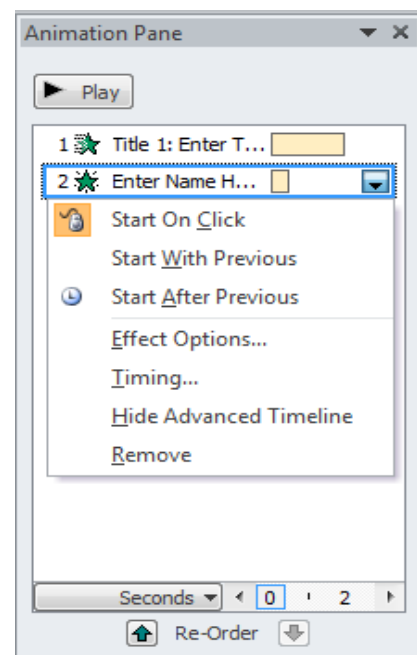 Animation Pane
Play
1 Title 1: Enter T...
2 Enter Name H...
Start On Click
Start With Previous
Start After Previous
Effect Options...
Timing...
Hide Advanced Timeline
Remove
Seconds 0 2
Re-Order